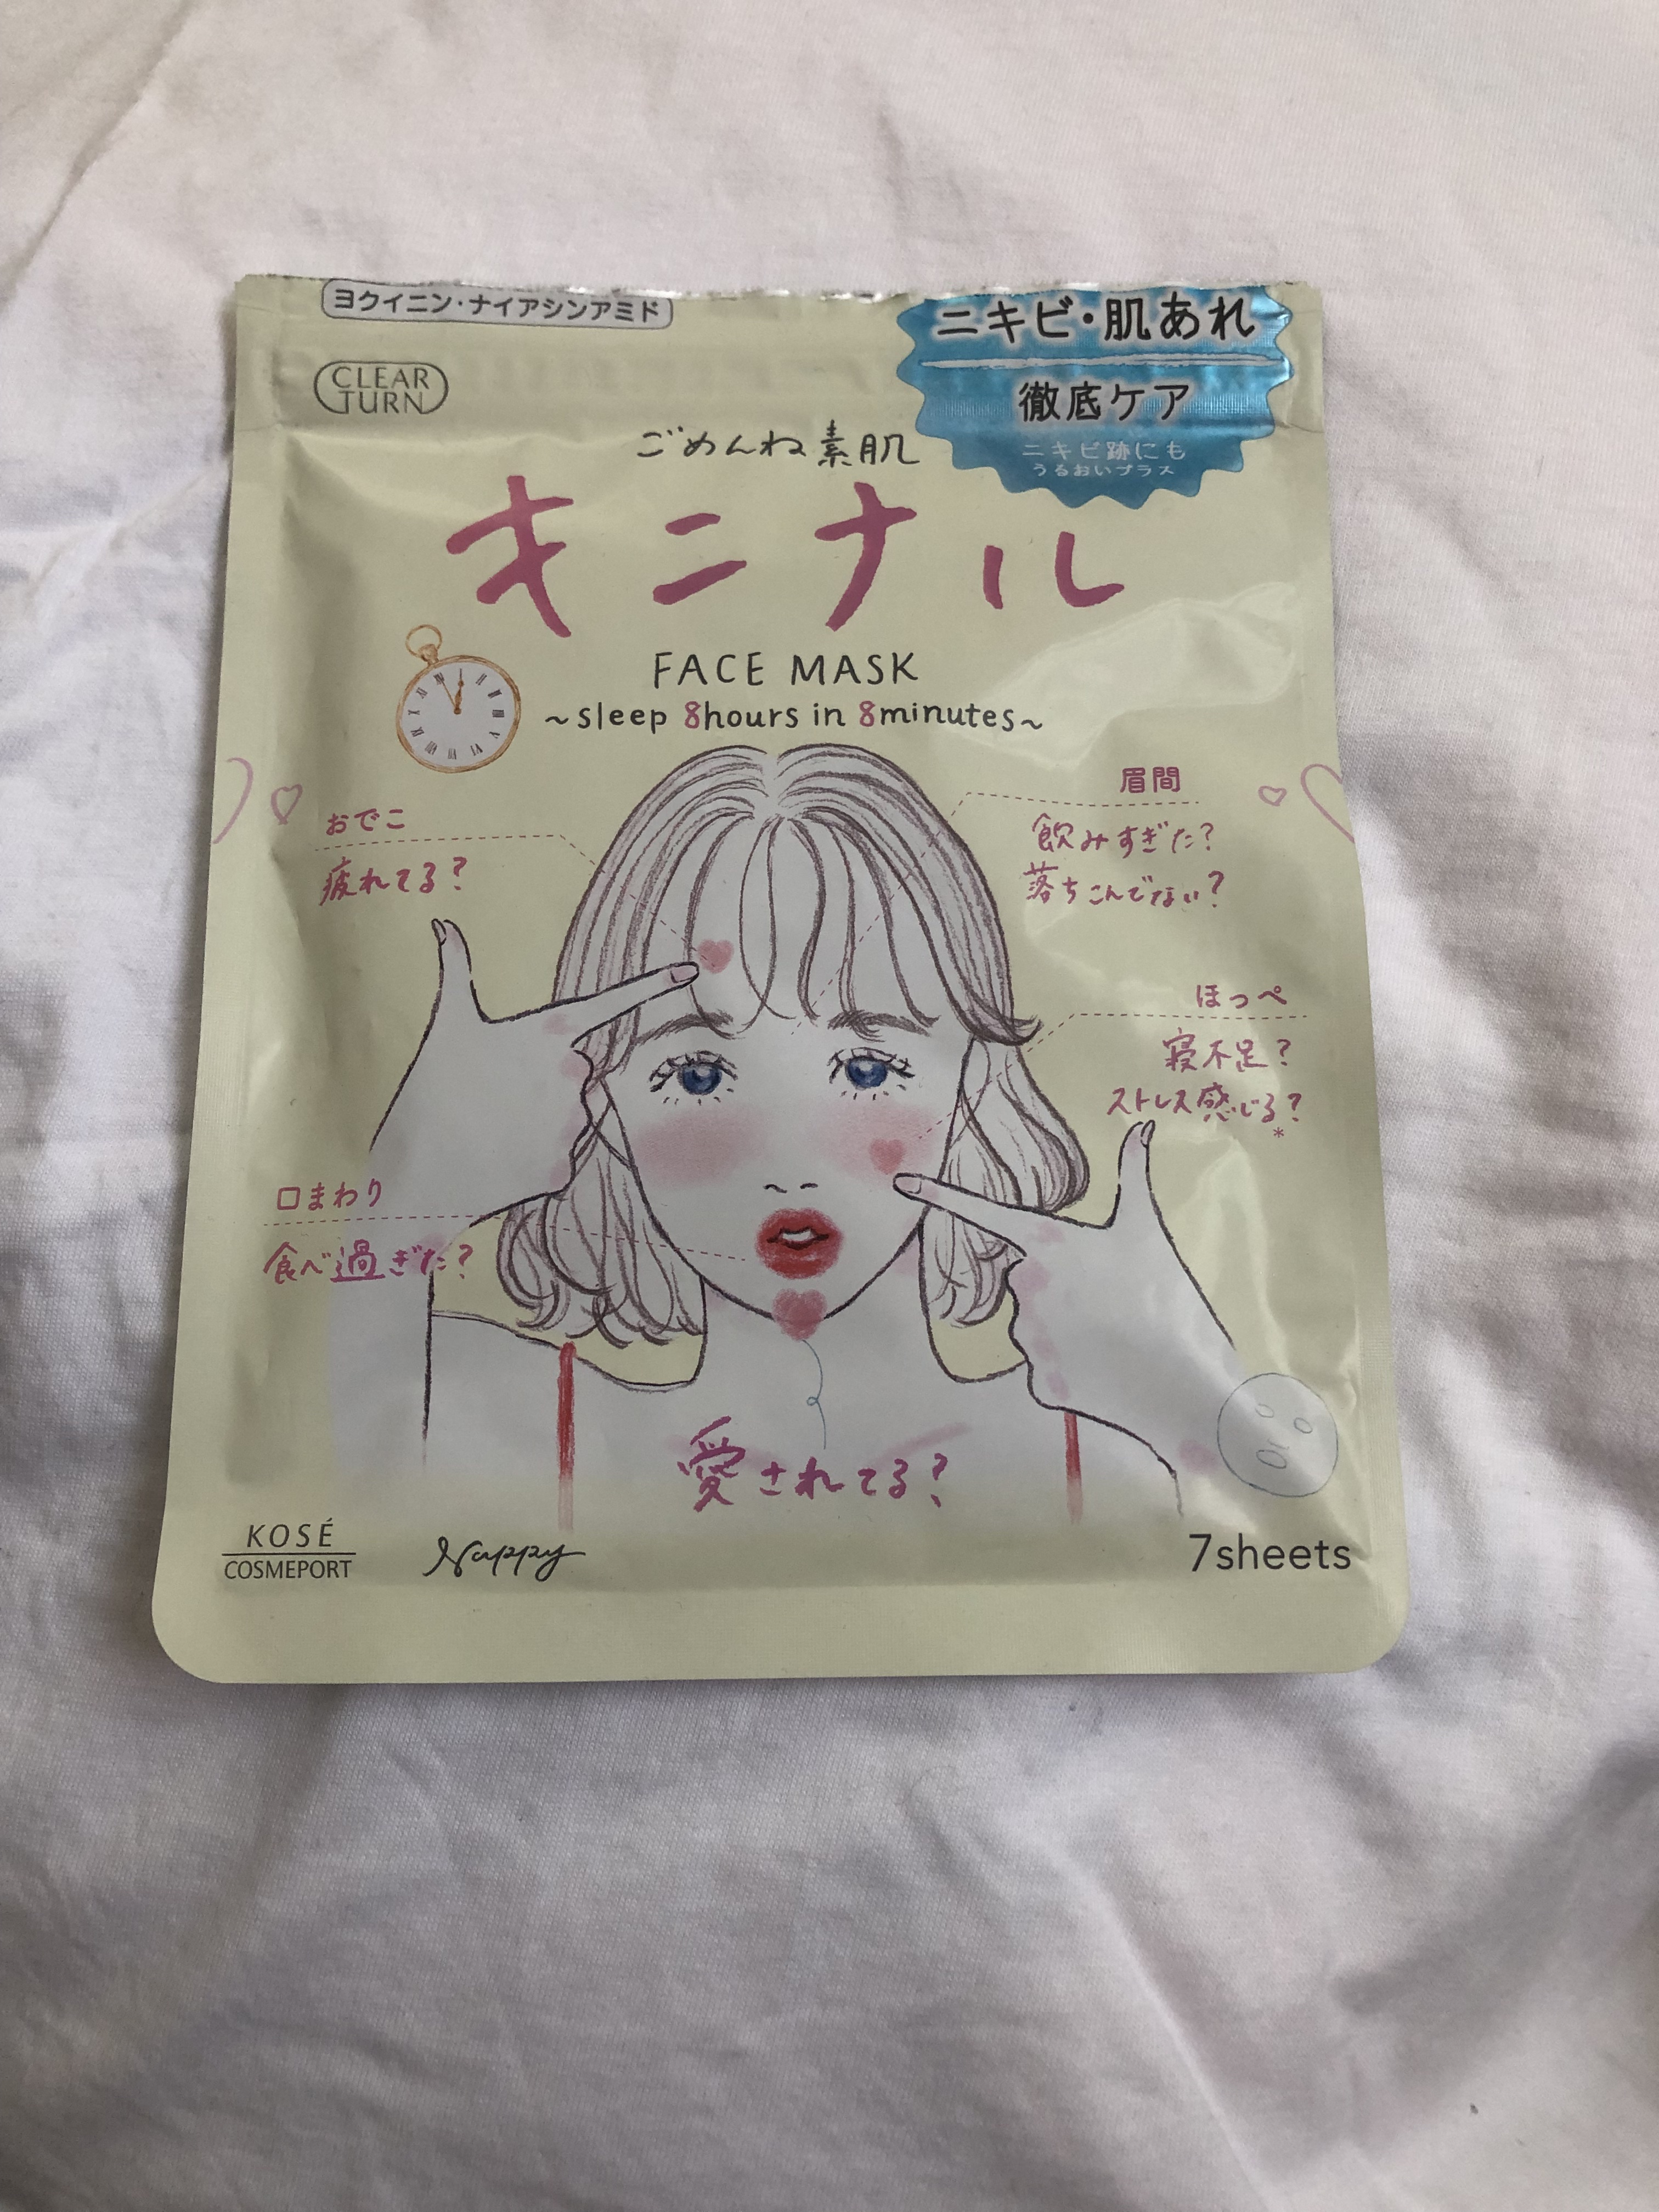 ヨクイニン・ナイアシンアミド
ニキビ・肌あれ
徹底ケア
ニキビ跡にも
うるおいプラス
CLEAR
TURN
ごめんね素肌
キニナル
FACE MASK
~sleep 8hours in 8minutes~
おでこ
疲れてる?
眉間
飲みすぎた?
落ちこんでない?
ほっぺ
寝不足?
ストレス感じる?
*
口まわり
食べ過ぎた?
愛されてる?
KOSÉ
COSMEPORT
Nappy
7sheets